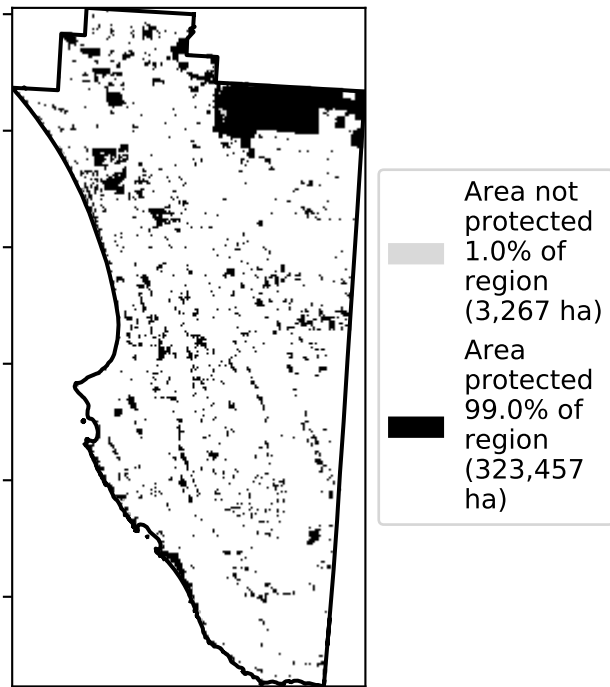 Area not
protected
1.0% of
region
(3,267 ha)
Area
protected
99.0% of
region
(323,457
ha)